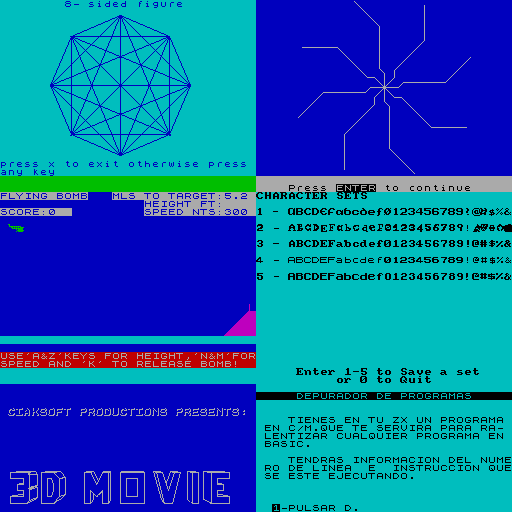 8- sided figure
press x to exit otherwise press
any key
Press ENTER to continue
FLYING BOMB MLS TO TARGET:5.2
HEIGHT FT:
SCORE:0 SPEED NTS:300
USE'A&Z'KEYS FOR HEIGHT,'N&M'FOR
SPEED AND 'K' TO RELEASE BOMB!
CHARACTER SETS
1 - ABCDEFabcdef0123456789!@#$%&
2 - ABCDEFabcdef0123456789!
3 - ABCDEFabcdef0123456789!@#$%&
4 - ABCDEFabcdef0123456789!@#$%&
5 - ABCDEFabcdef0123456789!@#$%&
Enter 1-5 to Save a set
or 0 to Quit
CIAKSOFT PRODUCTIONS PRESENTS:
3D MOVIE
DEPURADOR DE PROGRAMAS
TIENES EN TU ZX UN PROGRAMA
EN C/M.QUE TE SERVIRA PARA RA-
LENTIZAR CUALQUIER PROGRAMA EN
BASIC.
TENDRAS INFORMACION DEL NUME
RO DE LINEA E INSTRUCCION QUE
SE ESTE EJECUTANDO.
1-PULSAR D.